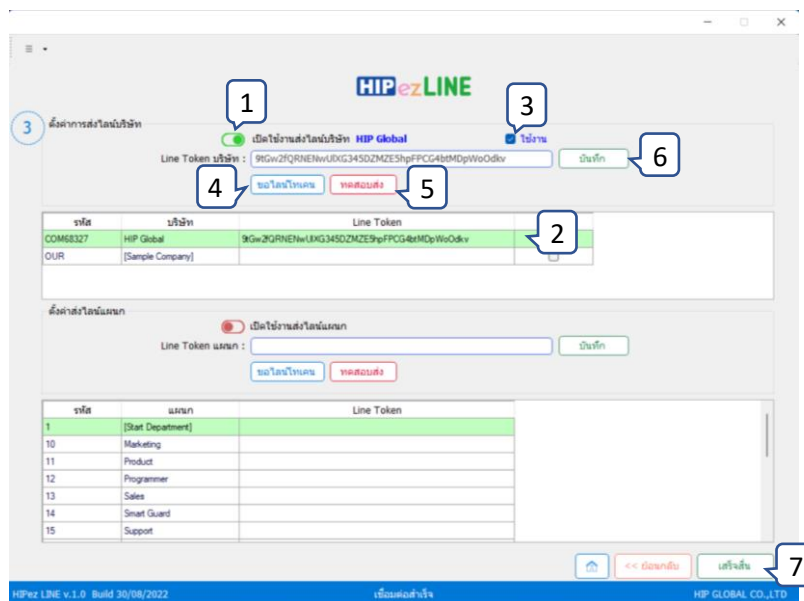 HIP ezLINE
1
3
3 ตั้งค่าการส่งไลน์บริษัท
เปิดใช้งานส่งไลน์บริษัท HIP Global ใช้งาน
Line Token บริษัท : 9tGw2fQRNENwUIXG345DZMZE5hpFPCG4btMDpWoOdkv บันทึก 6
4 ขอไลน์โทเคน ทดสอบส่ง 5
รหัส บริษัท Line Token
COM68327 HIP Global 9tGw2fQRNENwUIXG345DZMZE5hpFPCG4btMDpWoOdkv 2
OUR [Sample Company]
ตั้งค่าส่งไลน์แผนก
เปิดใช้งานส่งไลน์แผนก
Line Token แผนก : บันทึก
ขอไลน์โทเคน ทดสอบส่ง
รหัส แผนก Line Token
1 [Start Department]
10 Marketing
11 Product
12 Programmer
13 Sales
14 Smart Guard
15 Support
<< ย้อนกลับ เสร็จสิ้น 7
HIPez LINE v.1.0 Build 30/08/2022 เชื่อมต่อสำเร็จ HIP GLOBAL CO.,LTD